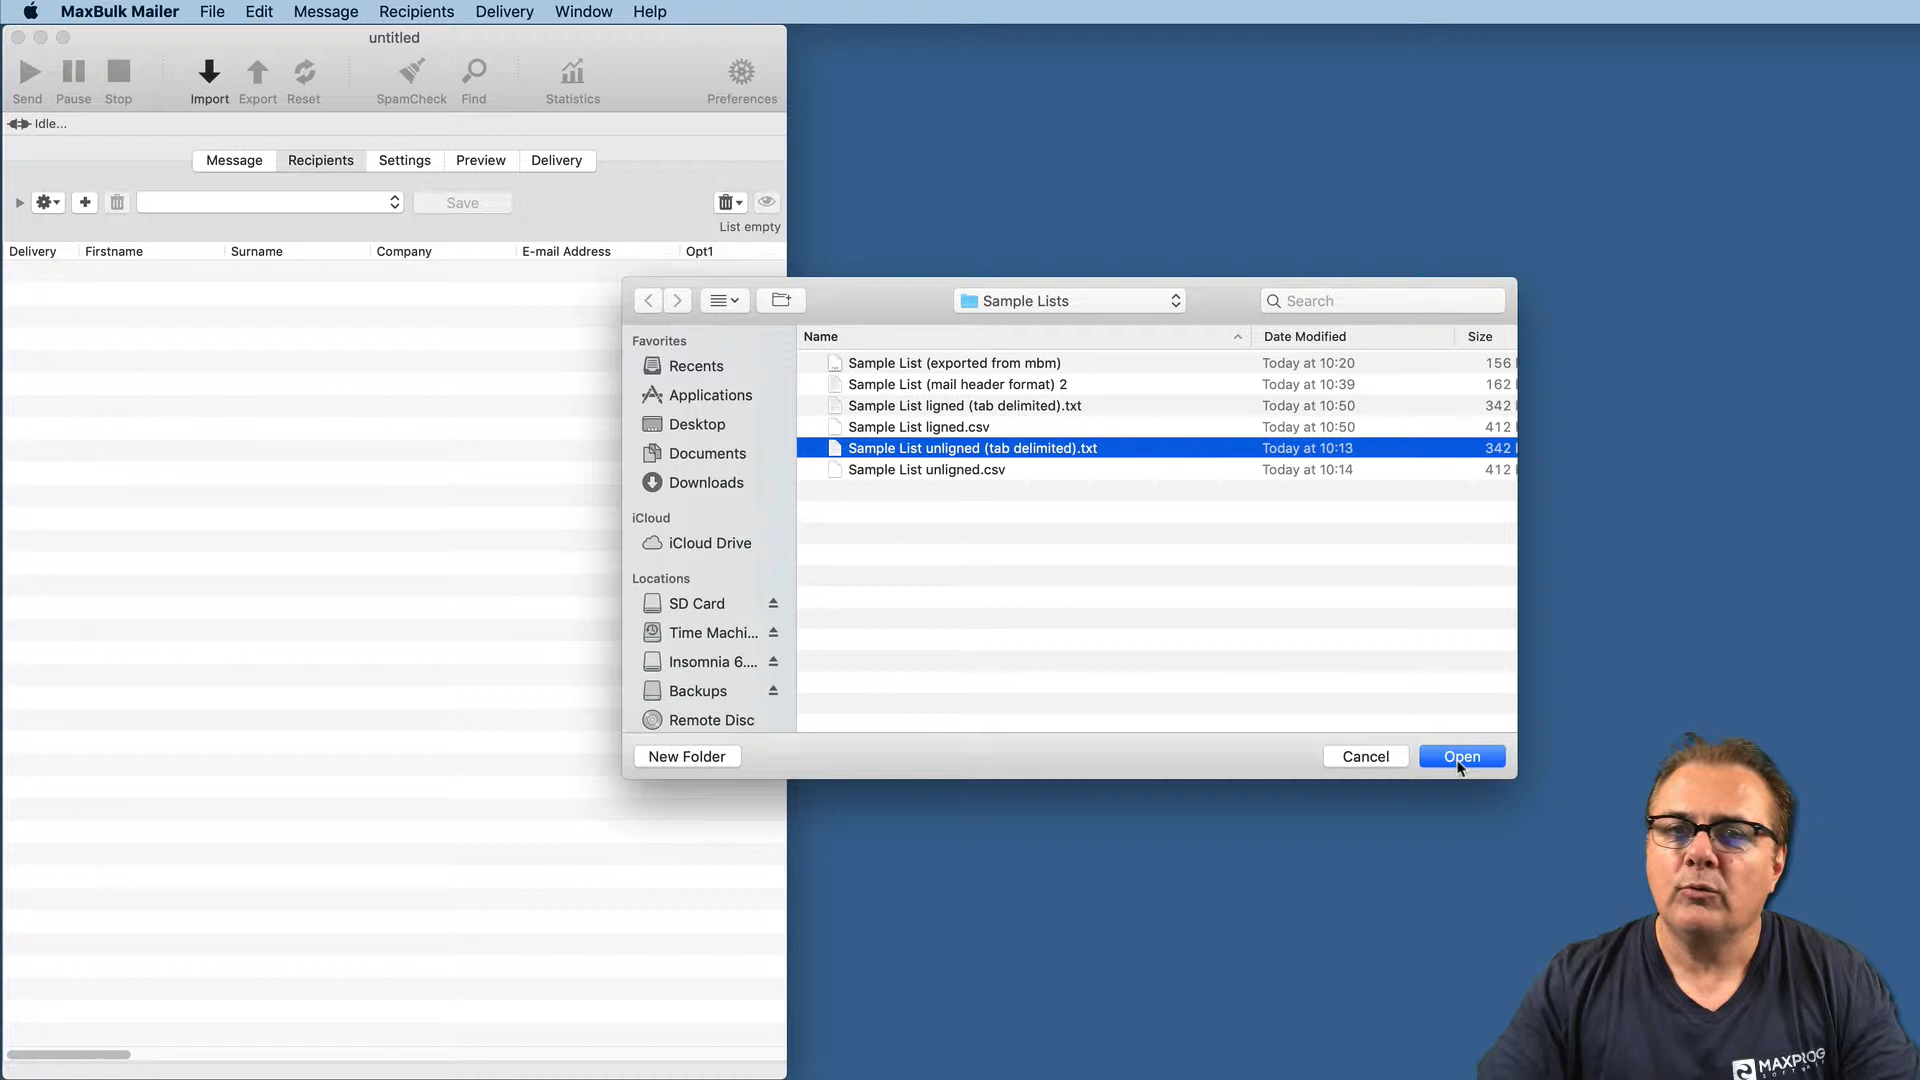 MaxBulk Mailer File Edit Message Recipients Delivery Window Help
untitled
Send Pause Stop Import Export Reset SpamCheck Find Statistics Preferences
Idle...
Message Recipients Settings Preview Delivery
Save
List empty
Delivery Firstname Surname Company E-mail Address Opt1
Sample Lists
Search
Favorites
Recents
Applications
Desktop
Documents
Downloads
iCloud
iCloud Drive
Locations
SD Card
Time Machi...
Insomnia 6....
Backups
Remote Disc
Name Date Modified Size
Sample List (exported from mbm) Today at 10:20 156
Sample List (mail header format) 2 Today at 10:39 162
Sample List ligned (tab delimited).txt Today at 10:50 342
Sample List ligned.csv Today at 10:50 412
Sample List unligned (tab delimited).txt Today at 10:13 342
Sample List unligned.csv Today at 10:14 412
New Folder Cancel Open
MAXPROG
SOFTWARE